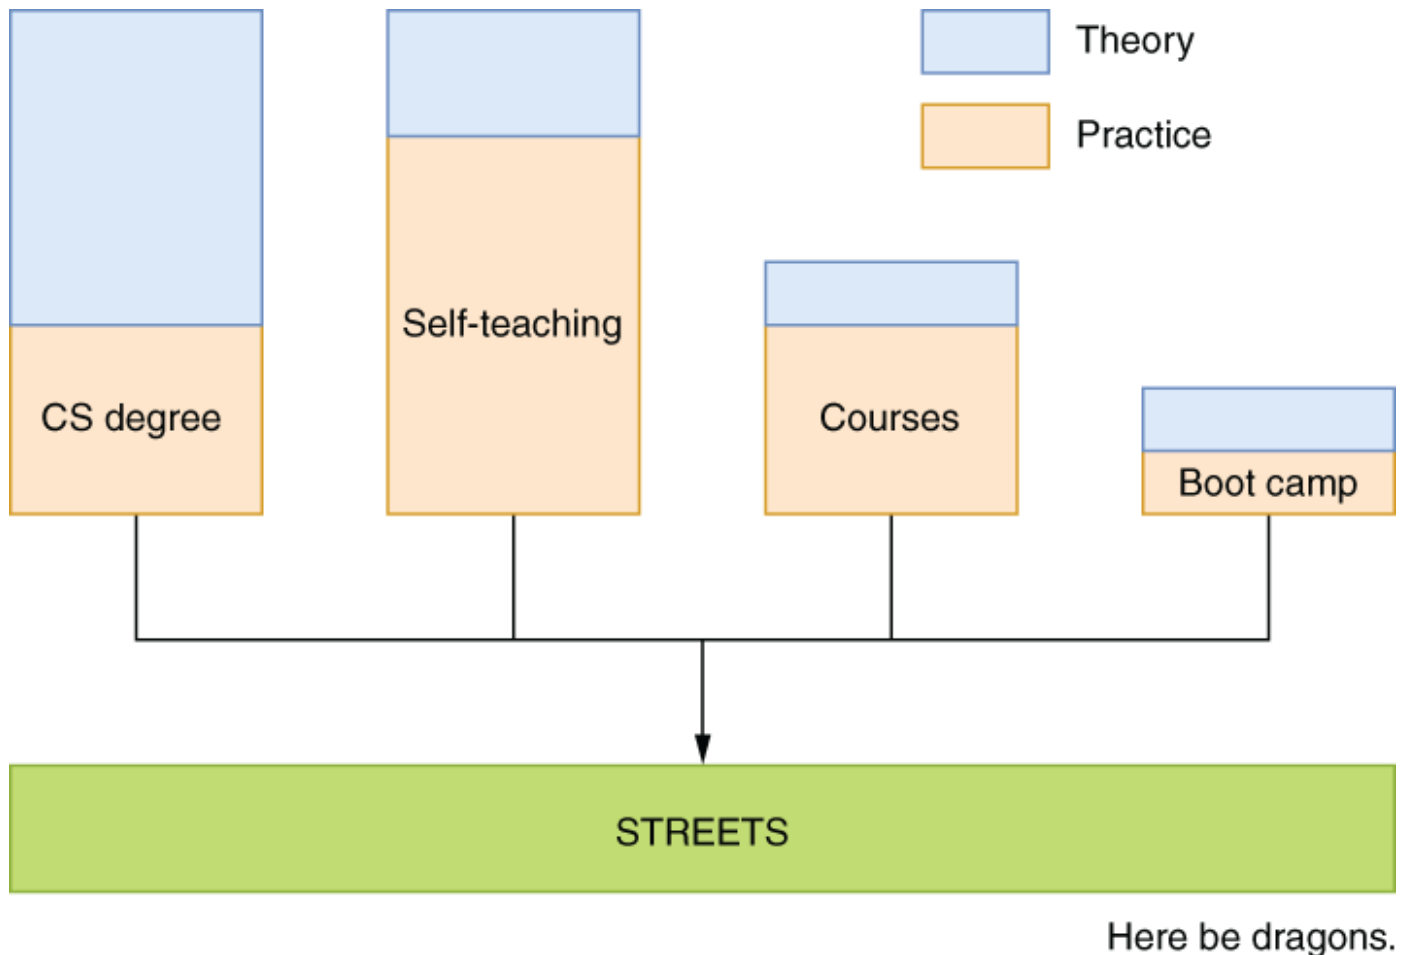 Theory
Practice
Self-teaching
CS degree
Courses
Boot camp
STREETS
Here be dragons.